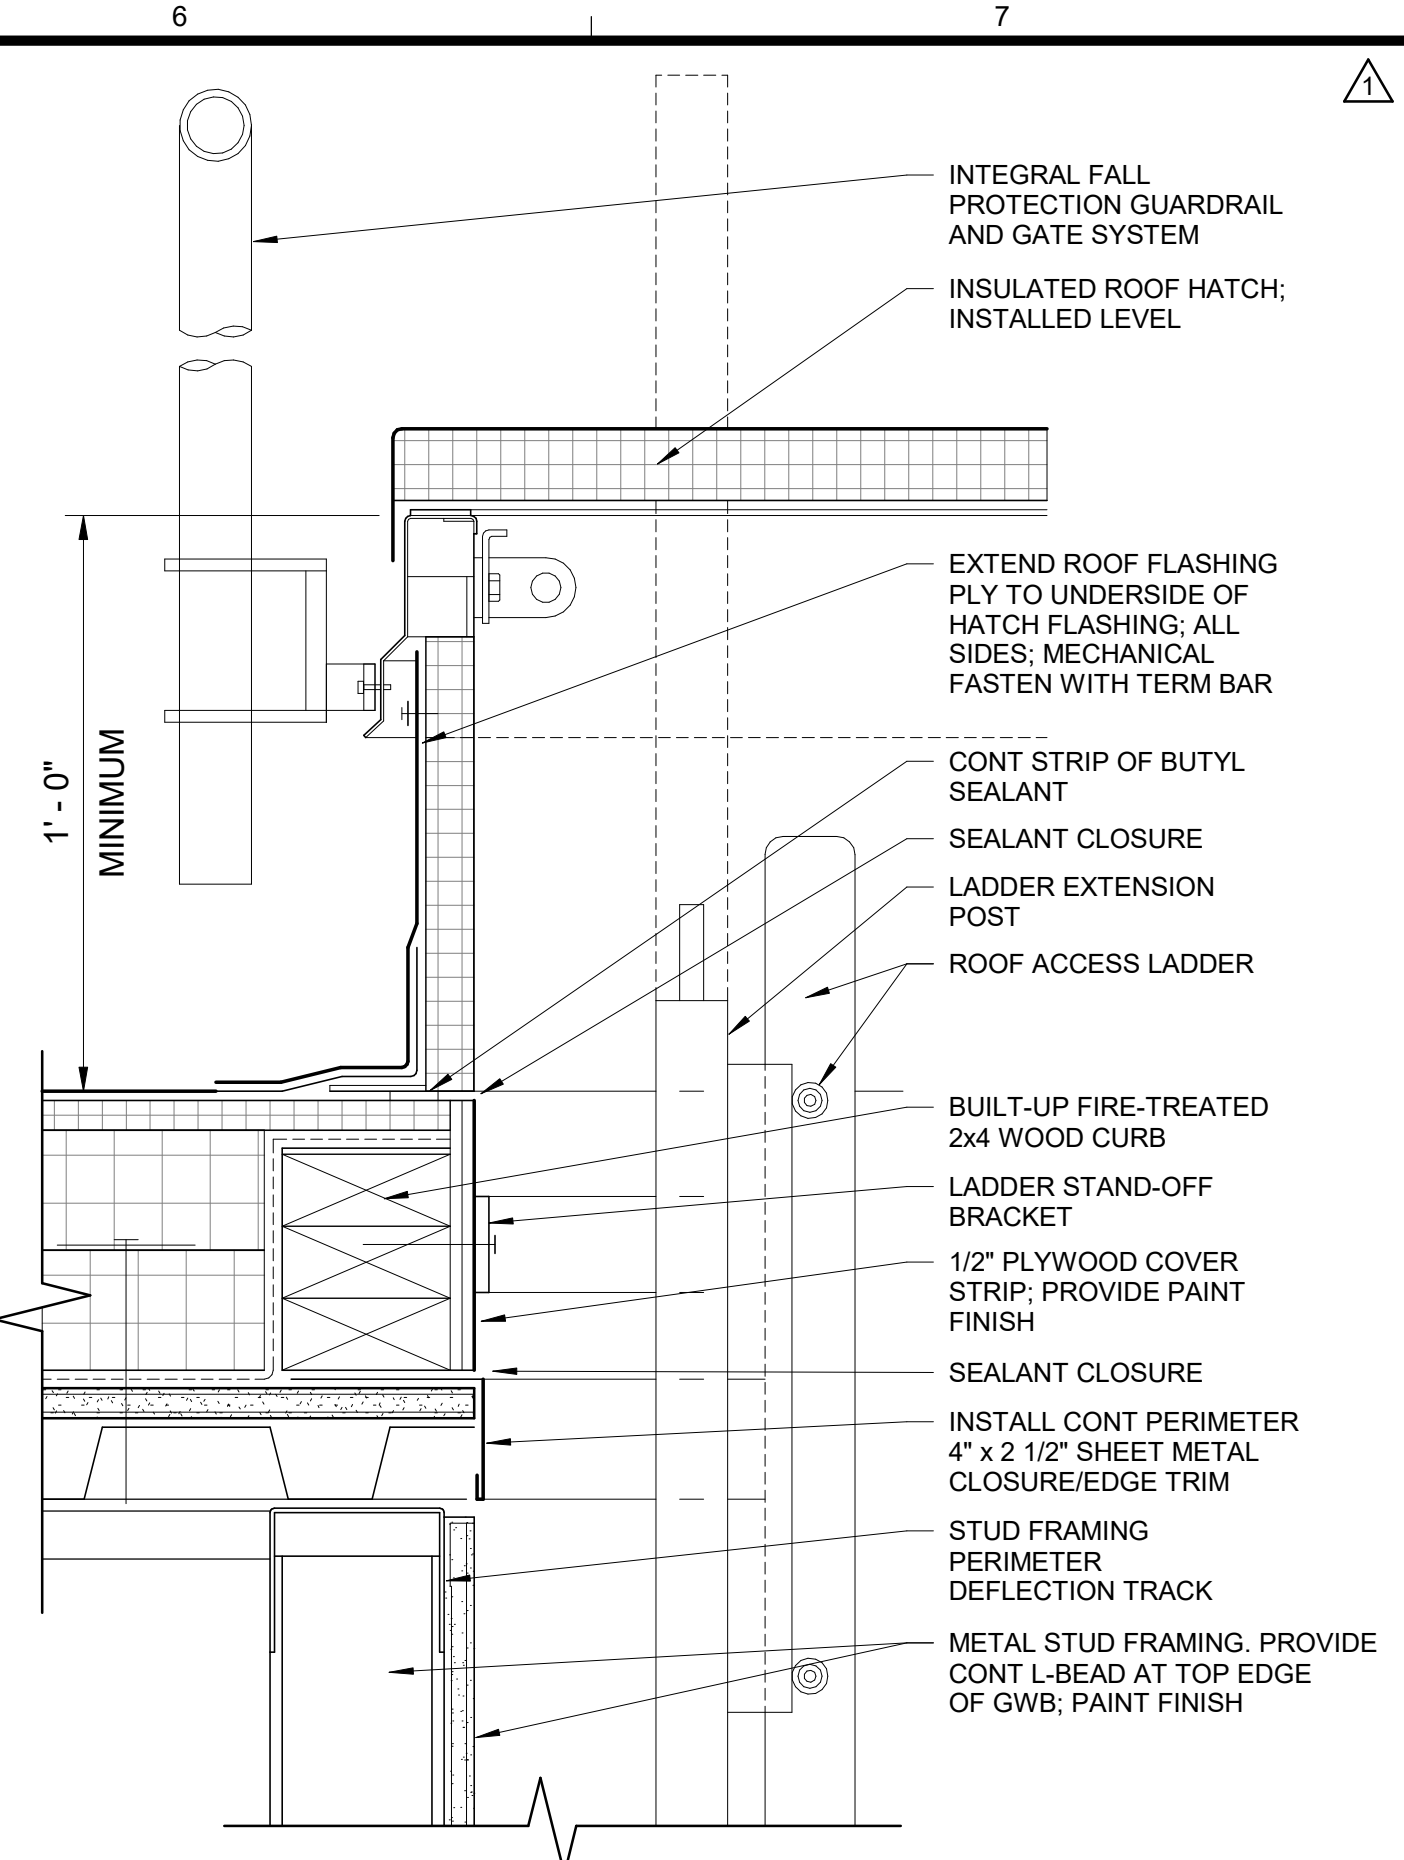 6
7
1
INTEGRAL FALL
PROTECTION GUARDRAIL
AND GATE SYSTEM
INSULATED ROOF HATCH;
INSTALLED LEVEL
EXTEND ROOF FLASHING
PLY TO UNDERSIDE OF
HATCH FLASHING; ALL
SIDES; MECHANICAL
FASTEN WITH TERM BAR
1' - 0"
MINIMUM
CONT STRIP OF BUTYL
SEALANT
SEALANT CLOSURE
LADDER EXTENSION
POST
ROOF ACCESS LADDER
BUILT-UP FIRE-TREATED
2x4 WOOD CURB
LADDER STAND-OFF
BRACKET
1/2" PLYWOOD COVER
STRIP; PROVIDE PAINT
FINISH
SEALANT CLOSURE
INSTALL CONT PERIMETER
4" x 2 1/2" SHEET METAL
CLOSURE/EDGE TRIM
STUD FRAMING
PERIMETER
DEFLECTION TRACK
METAL STUD FRAMING. PROVIDE
CONT L-BEAD AT TOP EDGE
OF GWB; PAINT FINISH